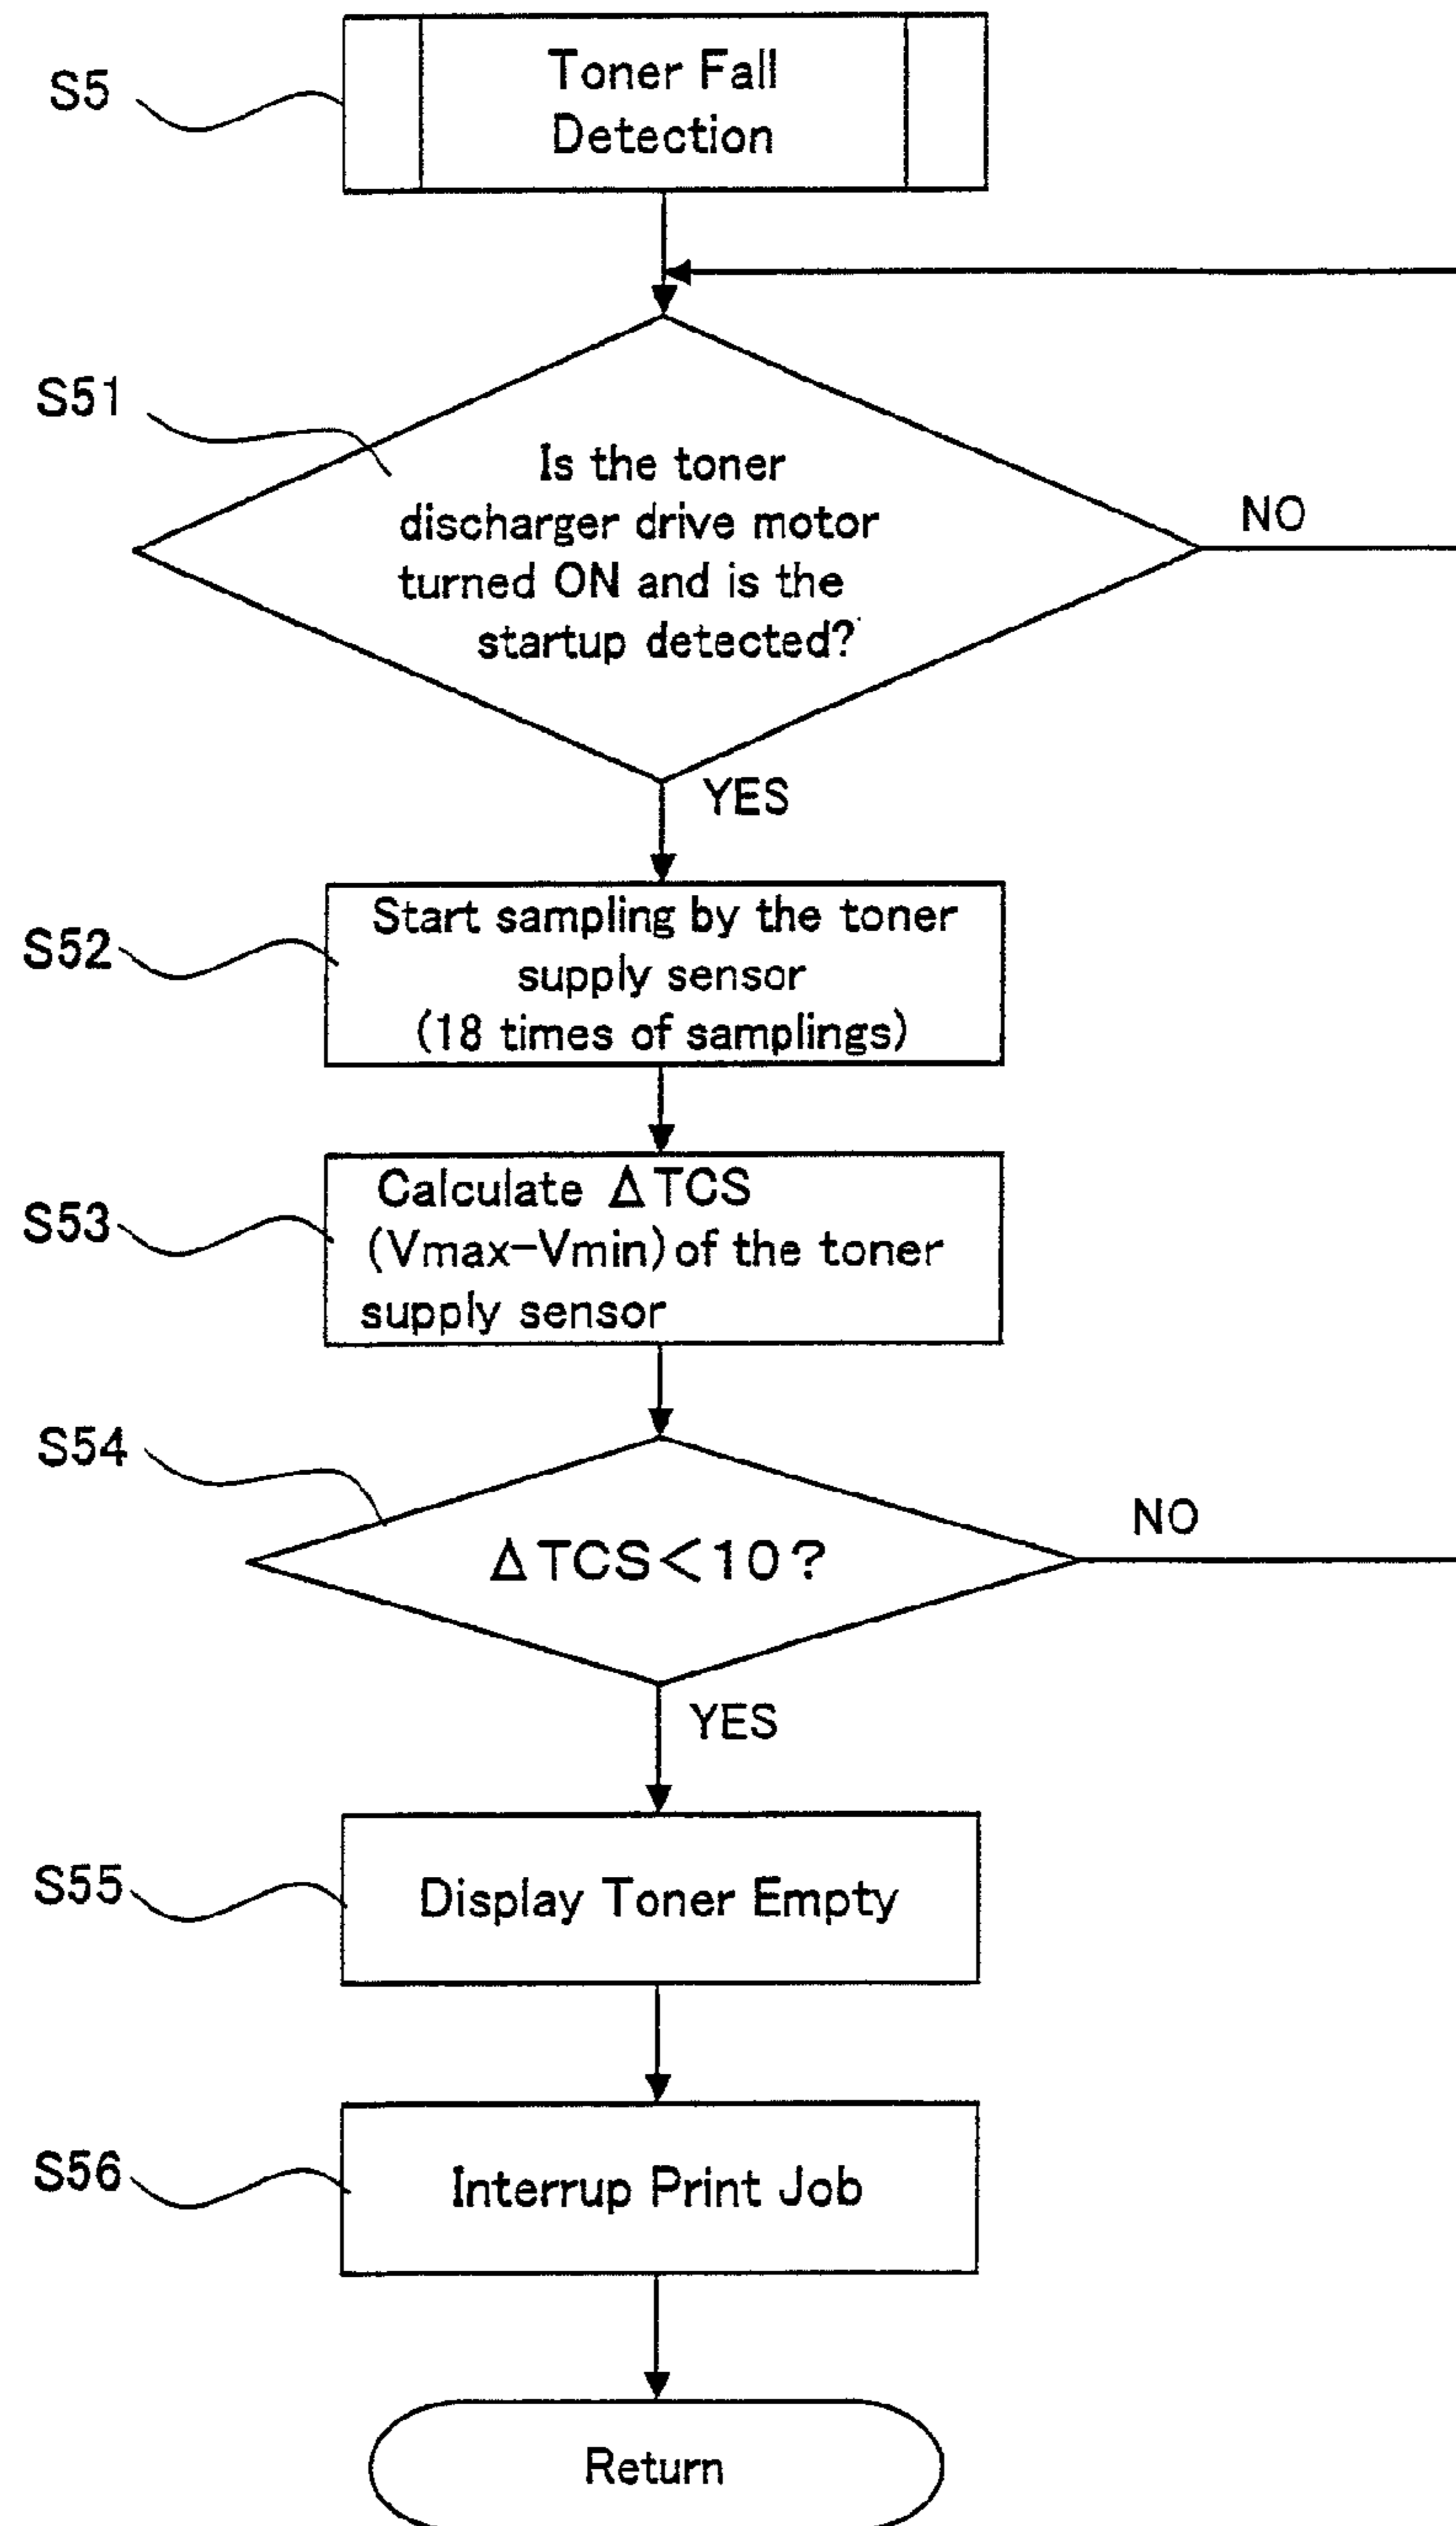 S5
Toner Fall
Detection
S51
Is the toner
discharger drive motor
turned ON and is the
startup detected?
NO
YES
S52
Start sampling by the toner
supply sensor
(18 times of samplings)
S53
Calculate ΔTCS
(Vmax-Vmin) of the toner
supply sensor
S54
ΔTCS<10?
NO
YES
S55
Display Toner Empty
S56
Interrup Print Job
Return